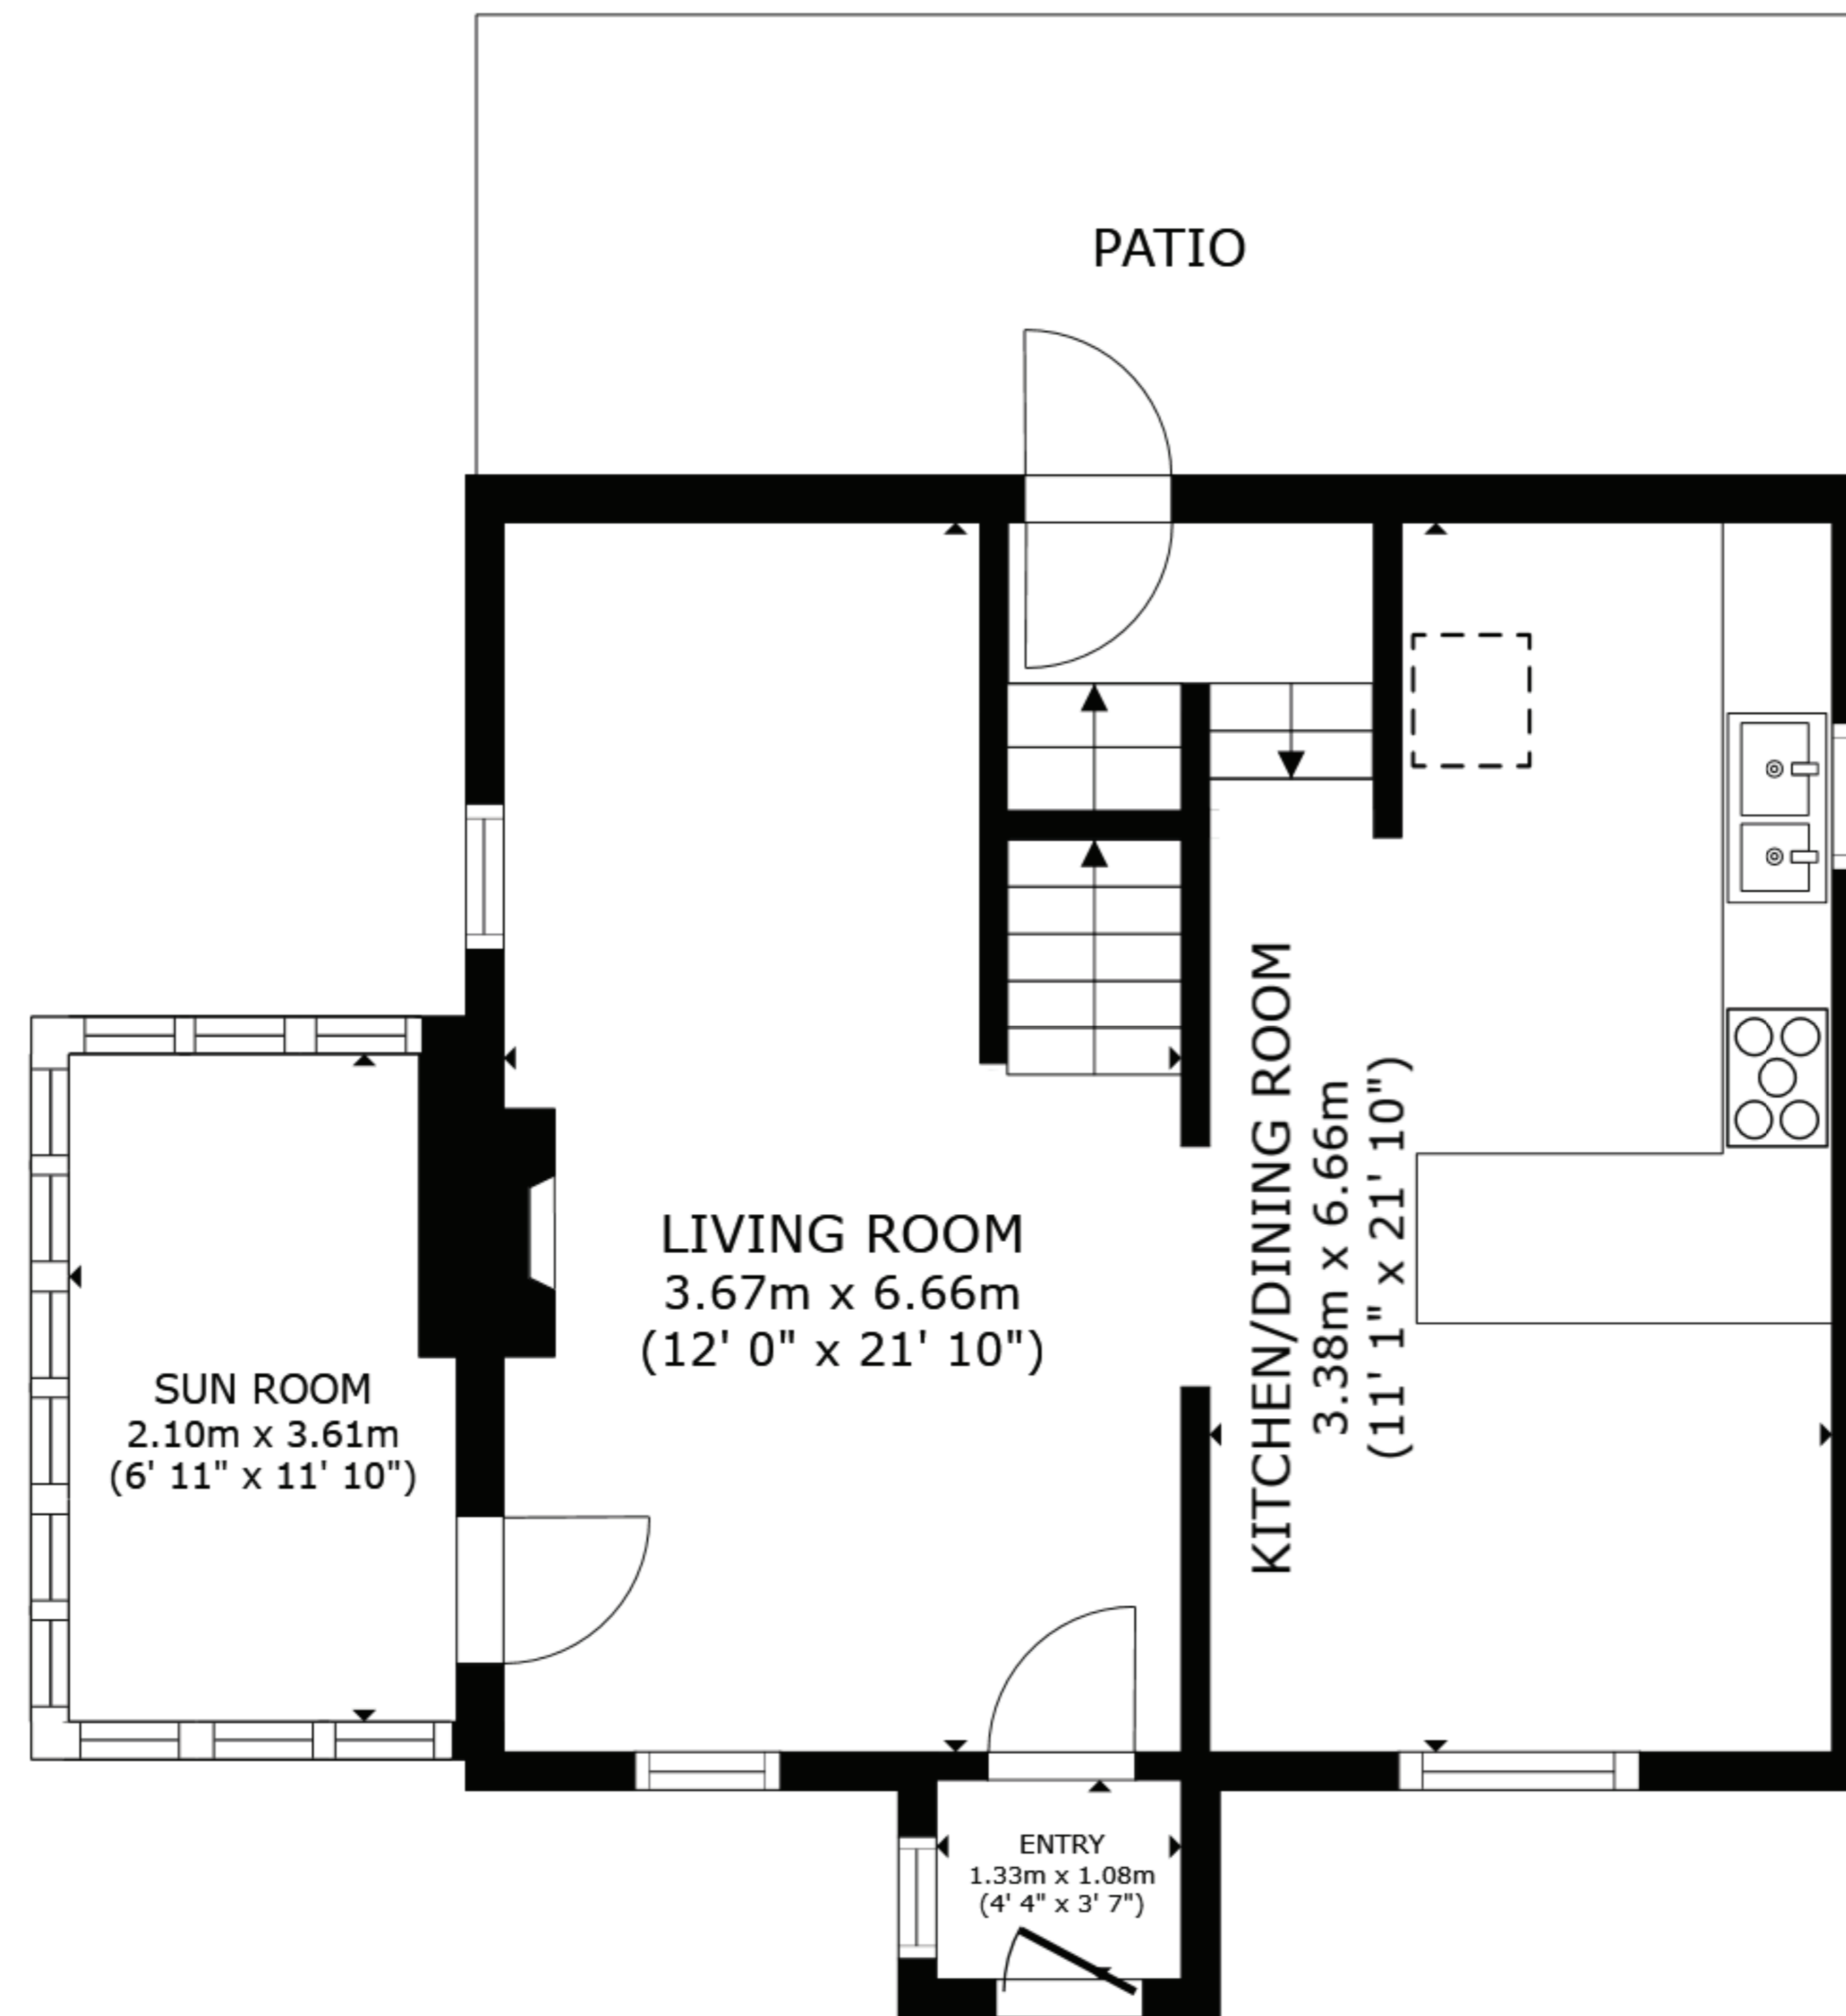 PATIO
LIVING ROOM
3.67m x 6.66m
(12' 0" x 21' 10")
KITCHEN/DINING ROOM
3.38m x 6.66m
(11' 1" x 21' 10")
SUN ROOM
2.10m x 3.61m
(6' 11" x 11' 10")
ENTRY
1.33m x 1.08m
(4' 4" x 3' 7")